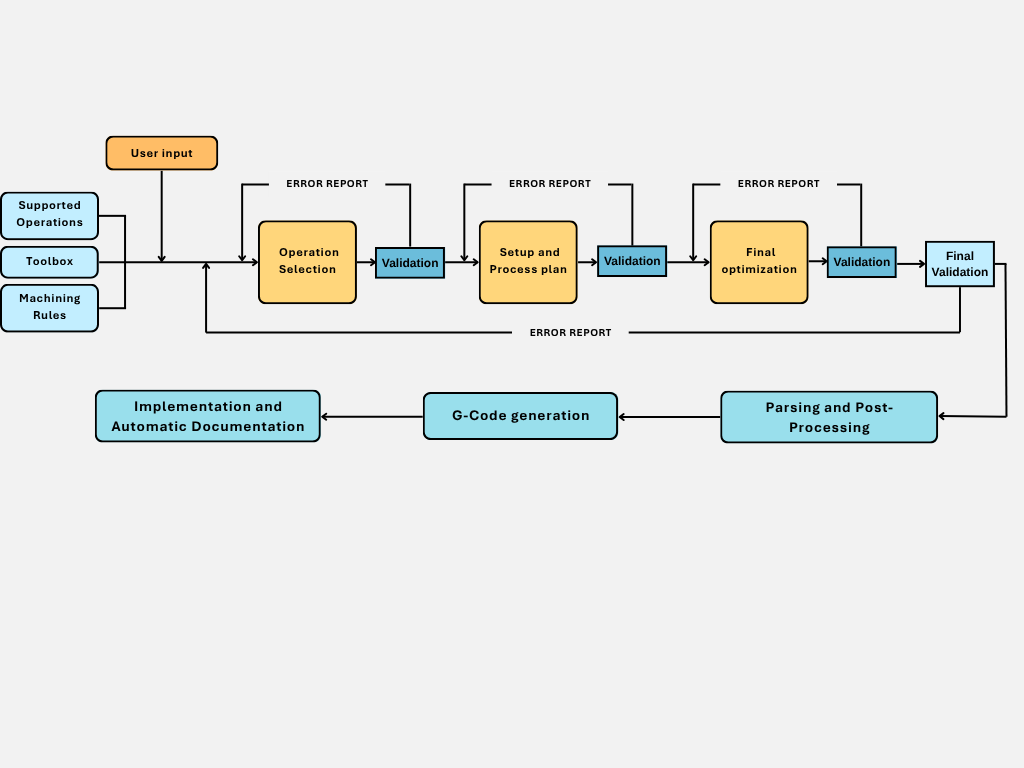 User input
Supported
Operations
Toolbox
Machining
Rules
ERROR REPORT
Operation
Selection
Validation
ERROR REPORT
Setup and
Process plan
Validation
ERROR REPORT
Final
optimization
Validation
Final
Validation
ERROR REPORT
Implementation and
Automatic Documentation
G-Code generation
Parsing and Post-
Processing